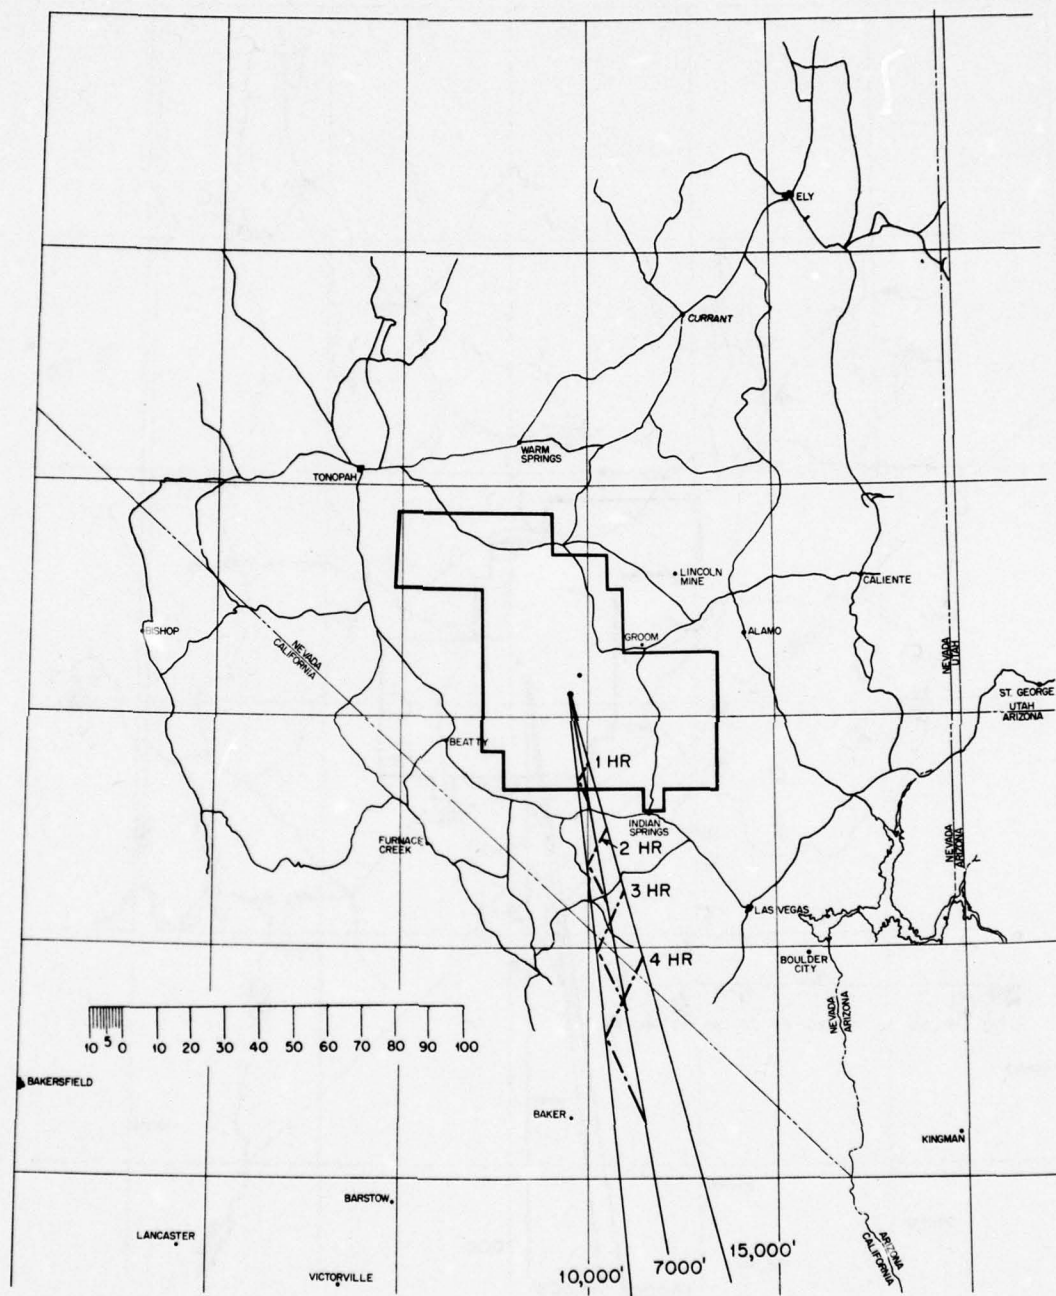 ELY
CURRANT
WARM
SPRINGS
TONOPAH
LINCOLN
MINE
CALIENTE
BISHOP
NEVADA
CALIFORNIA
GROOM
ALAMO
NEVADA
UTAH
ST. GEORGE
UTAH
ARIZONA
BEATTY
1 HR
INDIAN
SPRINGS
FURNACE
CREEK
2 HR
NEVADA
ARIZONA
3 HR
LAS VEGAS
4 HR
BOULDER
CITY
NEVADA
ARIZONA
10 5 0 10 20 30 40 50 60 70 80 90 100
BAKERSFIELD
BAKER
KINGMAN
BARSTOW
LANCASTER
ARIZONA
CALIFORNIA
15,000'
7000'
10,000'
VICTORVILLE